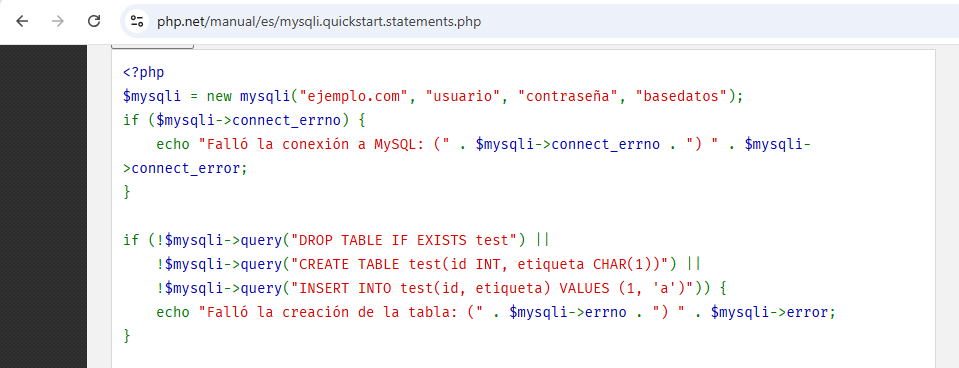 php.net/manual/es/mysqli.quickstart.statements.php
<?php
$mysqli = new mysqli("ejemplo.com", "usuario", "contraseña", "basedatos");
if ($mysqli->connect_errno) {
    echo "Falló la conexión a MySQL: (" . $mysqli->connect_errno . ") " . $mysqli-
>connect_error;
}

if (!$mysqli->query("DROP TABLE IF EXISTS test") ||
    !$mysqli->query("CREATE TABLE test(id INT, etiqueta CHAR(1))") ||
    !$mysqli->query("INSERT INTO test(id, etiqueta) VALUES (1, 'a')")) {
    echo "Falló la creación de la tabla: (" . $mysqli->errno . ") " . $mysqli->error;
}